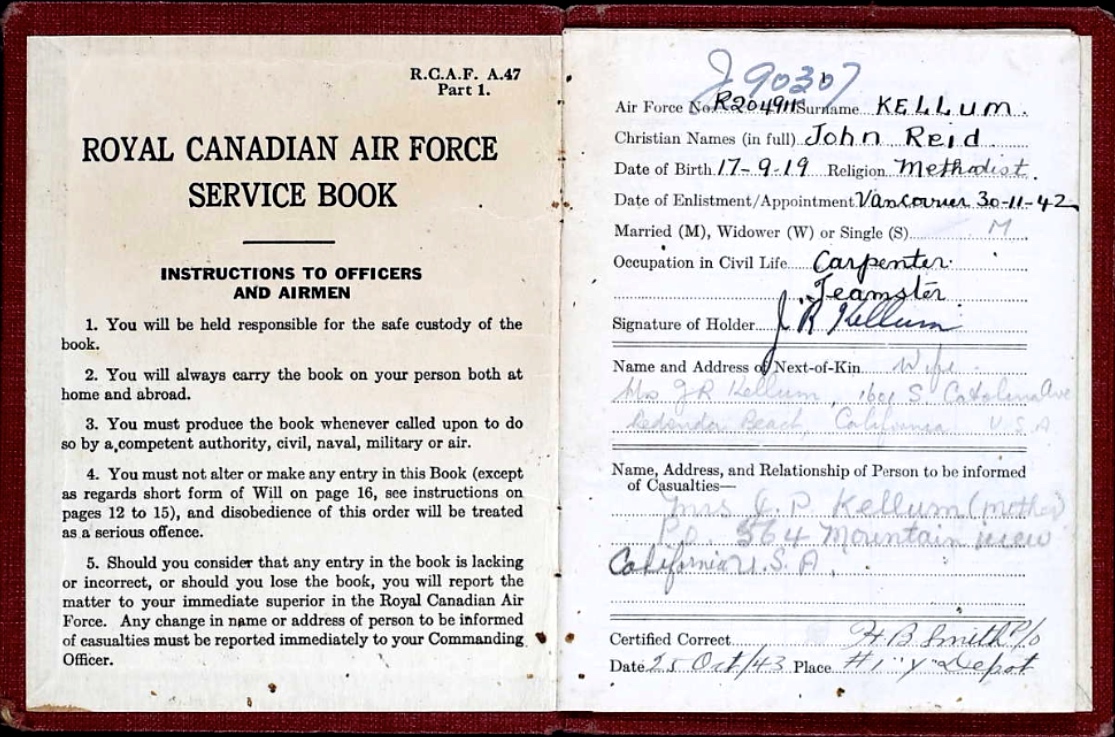 R.C.A.F. A.47
Part 1.
ROYAL CANADIAN AIR FORCE
SERVICE BOOK
INSTRUCTIONS TO OFFICERS
AND AIRMEN
1. You will be held responsible for the safe custody of the
book.
2. You will always carry the book on your person both at
home and abroad.
3. You must produce the book whenever called upon to do
so by a competent authority, civil, naval, military or air.
4. You must not alter or make any entry in this Book (except
as regards short form of Will on page 16, see instructions on
pages 12 to 15), and disobedience of this order will be treated
as a serious offence.
5. Should you consider that any entry in the book is lacking
or incorrect, or should you lose the book, you will report the
matter to your immediate superior in the Royal Canadian Air
Force. Any change in name or address of person to be informed
of casualties must be reported immediately to your Commanding
Officer.
J 90307
Air Force No. R204911 Surname KELLUM.
Christian Names (in full) John Reid.
Date of Birth 17-9-19 Religion Methodist.
Date of Enlistment/Appointment Vancouver 30-11-42
Married (M), Widower (W) or Single (S) M
Occupation in Civil Life Carpenter
Teamster
Signature of Holder J R Kellum
Name and Address of Next-of-Kin Wife
Mrs J R Kellum, S. Catalina Ave
Redondo Beach, California U.S.A
Name, Address, and Relationship of Person to be informed
of Casualties—
Mrs J. P. Kellum (Mother)
P.O. 564 Mountain view
California U.S.A.
Certified Correct H. B. Smith P/O
Date 25 Oct/43 Place #1 "Y" Depot